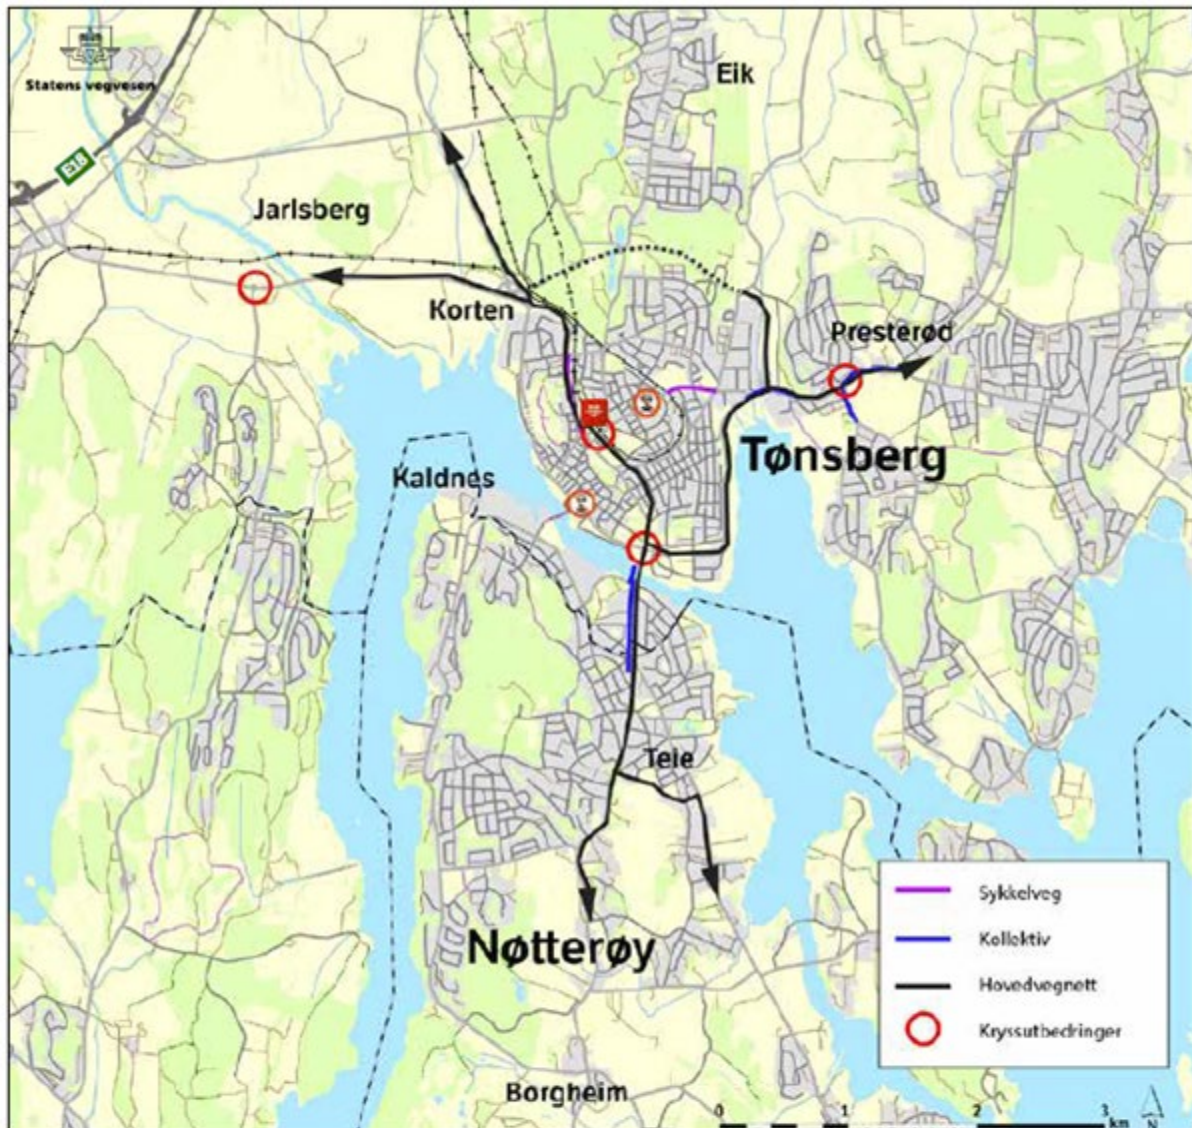 Eik
Statens vegvesen
E18
Jarlsberg
Korten
Presterød
Tønsberg
Kaldnes
Teie
Nøtterøy
Sykkelveg
Kollektiv
Hovedvegnett
Kryssutbedringer
Borgheim
0 1 2 3
km
N